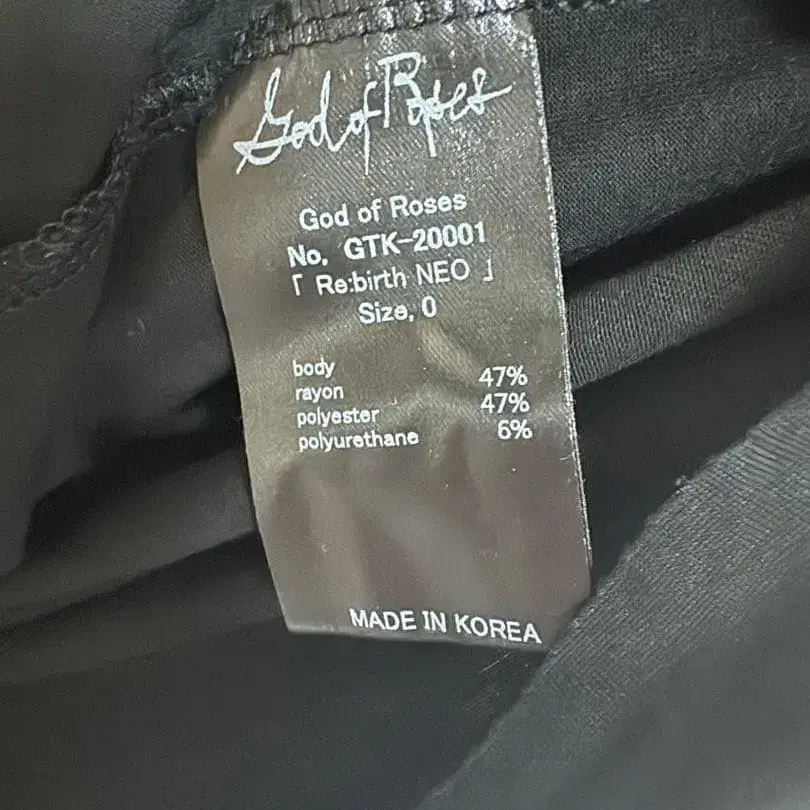 God of Roses
God of Roses
No. GTK-20001
「 Re:birth NEO 」
Size, 0
body
rayon 47%
polyester 47%
polyurethane 6%
MADE IN KOREA